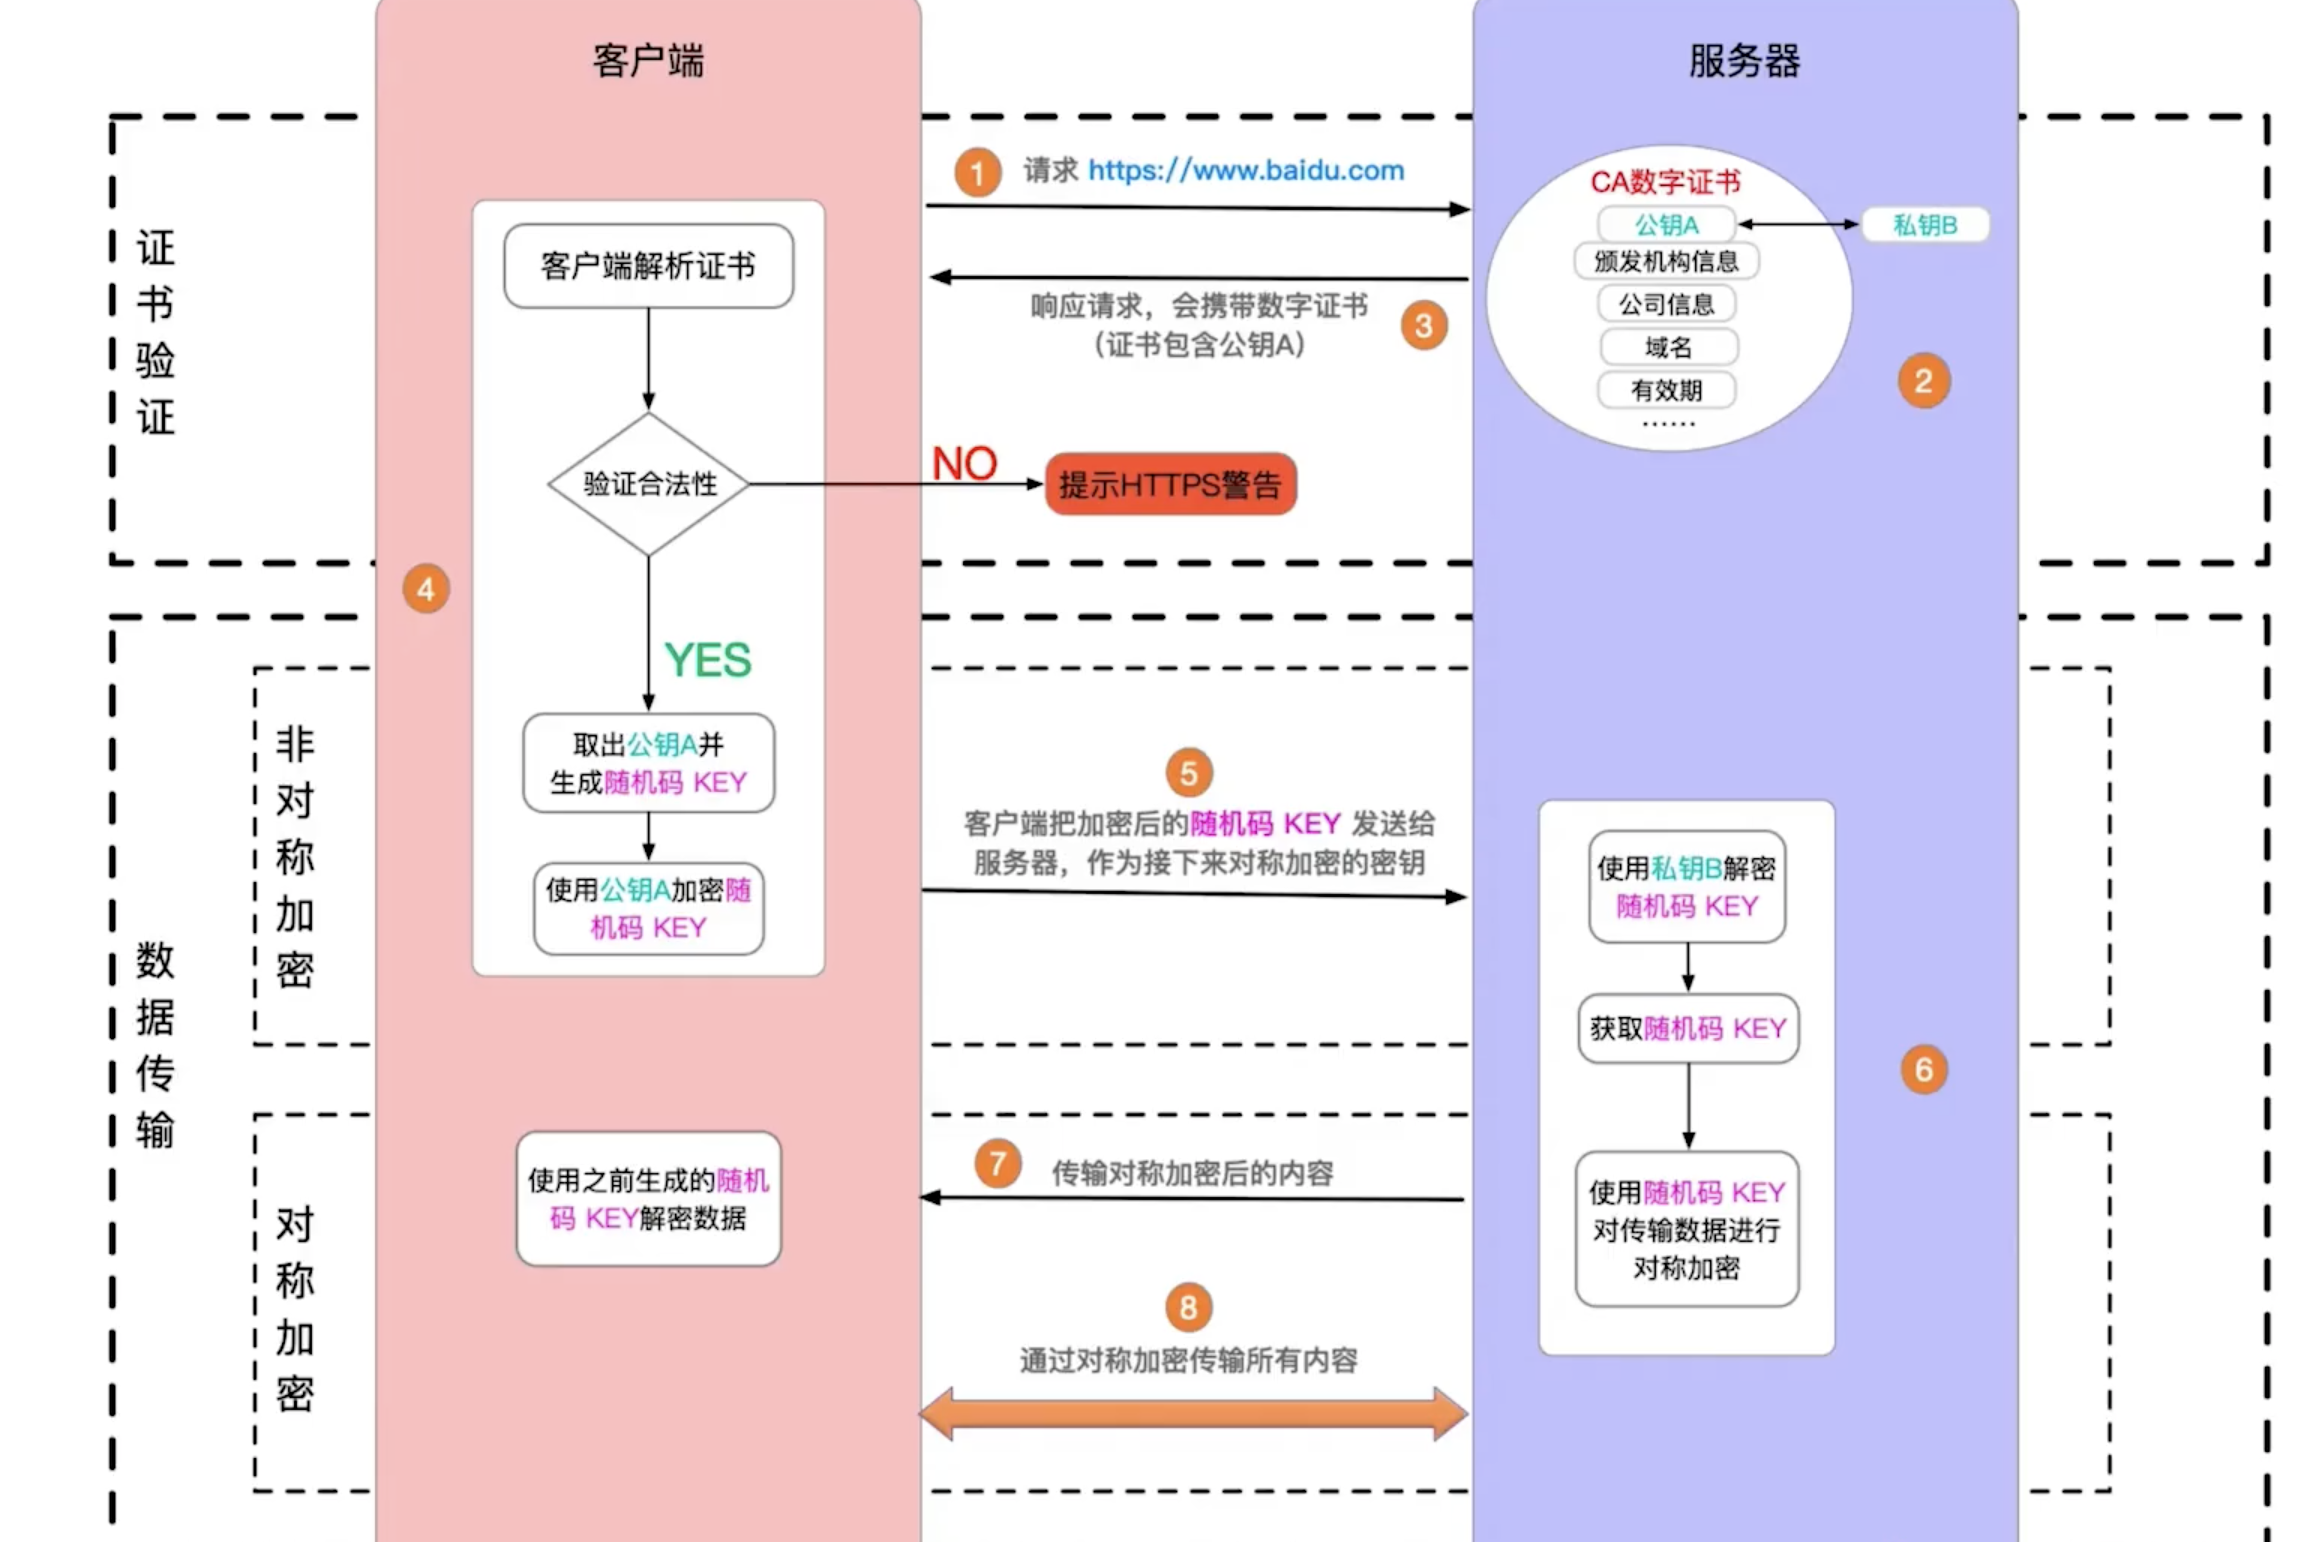 客户端
服务器
证书验证
1
请求 https://www.baidu.com
CA数字证书
公钥A
私钥B
颁发机构信息
公司信息
域名
有效期
......
2
响应请求，会携带数字证书
（证书包含公钥A）
3
客户端解析证书
验证合法性
NO
提示HTTPS警告
4
YES
数据传输
非对称加密
取出公钥A并
生成随机码 KEY
使用公钥A加密随
机码 KEY
5
客户端把加密后的随机码 KEY 发送给
服务器，作为接下来对称加密的密钥
使用私钥B解密
随机码 KEY
获取随机码 KEY
6
使用随机码 KEY
对传输数据进行
对称加密
对称加密
7
传输对称加密后的内容
使用之前生成的随机
码 KEY解密数据
8
通过对称加密传输所有内容